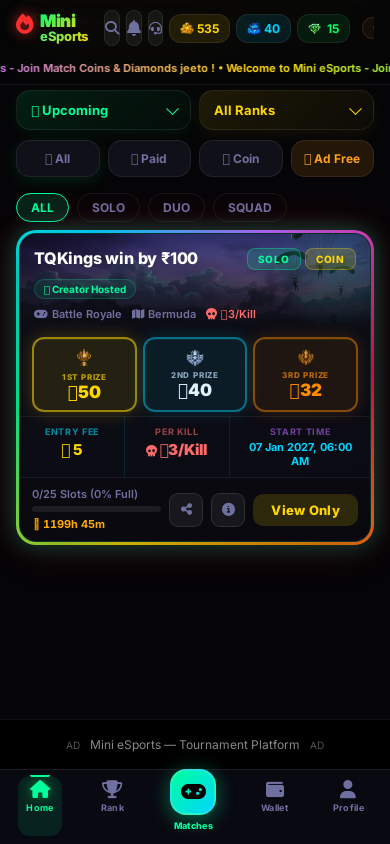 Mini
eSports
535
40
15
s - Join Match Coins & Diamonds jeeto ! • Welcome to Mini eSports - Join
Upcoming
All Ranks
All
Paid
Coin
Ad Free
ALL
SOLO
DUO
SQUAD
TQKings win by ₹100
SOLO
COIN
Creator Hosted
Battle Royale
Bermuda
3/Kill
1ST PRIZE
50
2ND PRIZE
40
3RD PRIZE
32
ENTRY FEE
5
PER KILL
3/Kill
START TIME
07 Jan 2027, 06:00
AM
0/25 Slots (0% Full)
1199h 45m
View Only
AD Mini eSports — Tournament Platform AD
Home
Rank
Matches
Wallet
Profile